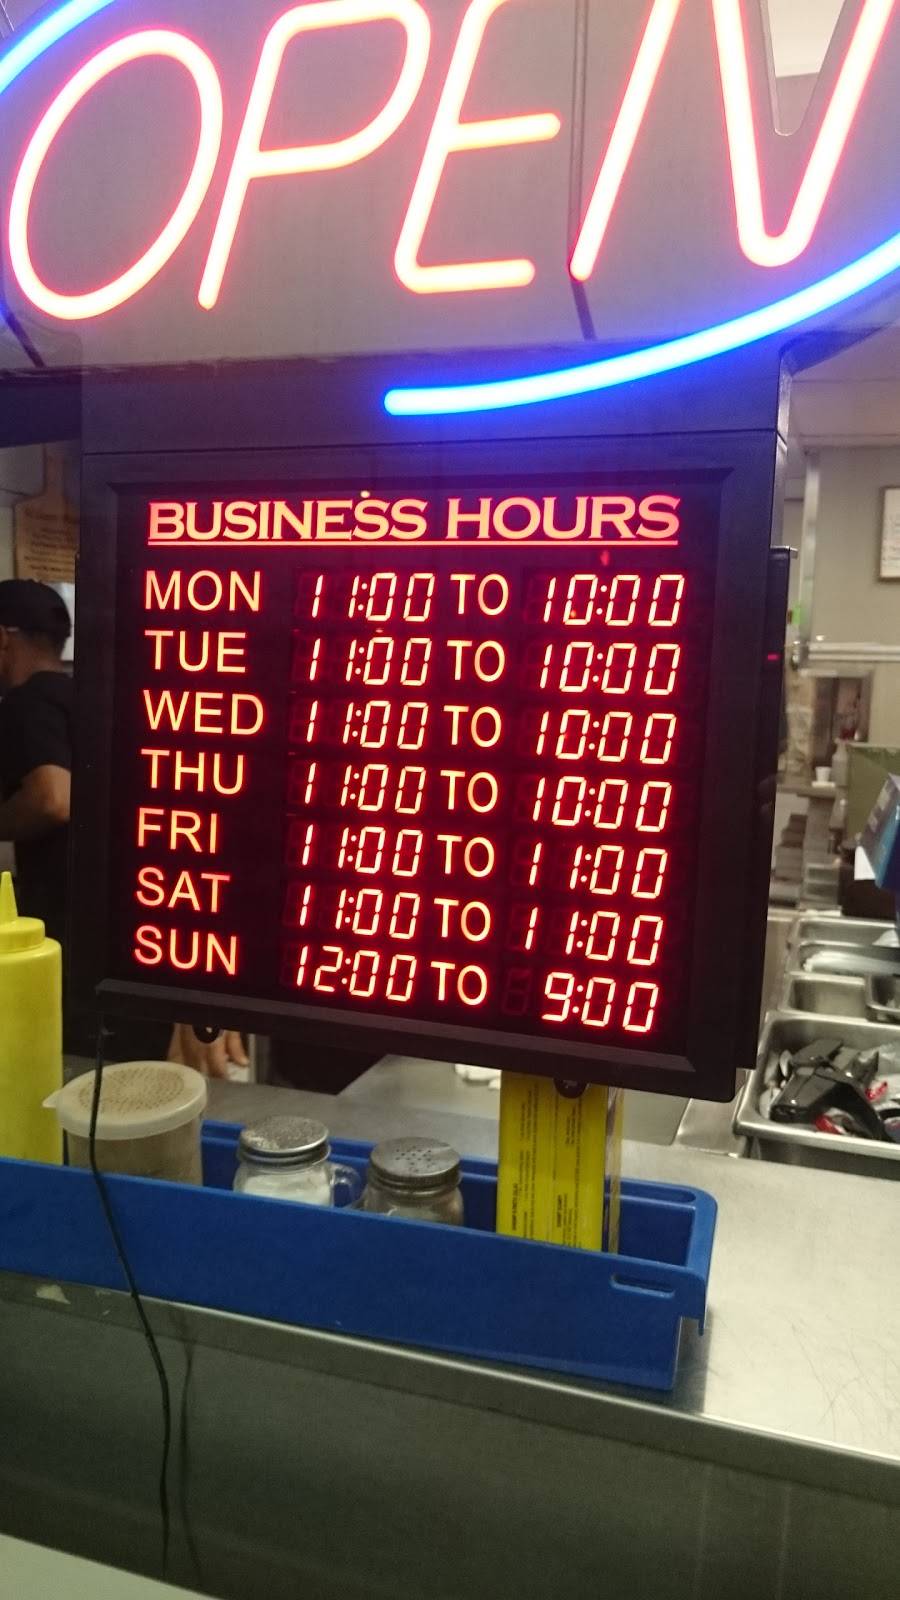 OPEN
BUSINESS HOURS
MON 11:00 TO 10:00
TUE 11:00 TO 10:00
WED 11:00 TO 10:00
THU 11:00 TO 10:00
FRI 11:00 TO 11:00
SAT 11:00 TO 11:00
SUN 12:00 TO 9:00